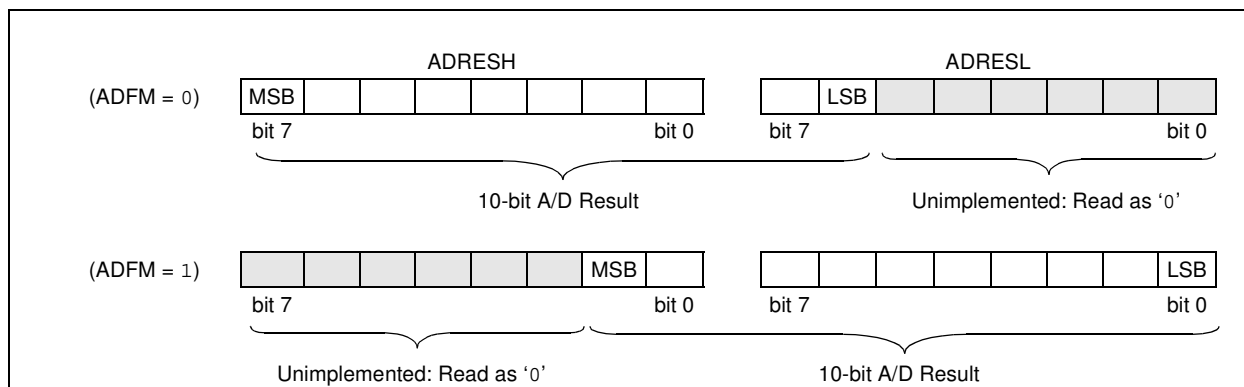 ADRESH ADRESL
(ADFM = 0) MSB LSB
bit 7 bit 0 bit 7 bit 0
10-bit A/D Result Unimplemented: Read as ‘0’
(ADFM = 1) MSB LSB
bit 7 bit 0 bit 7 bit 0
Unimplemented: Read as ‘0’ 10-bit A/D Result